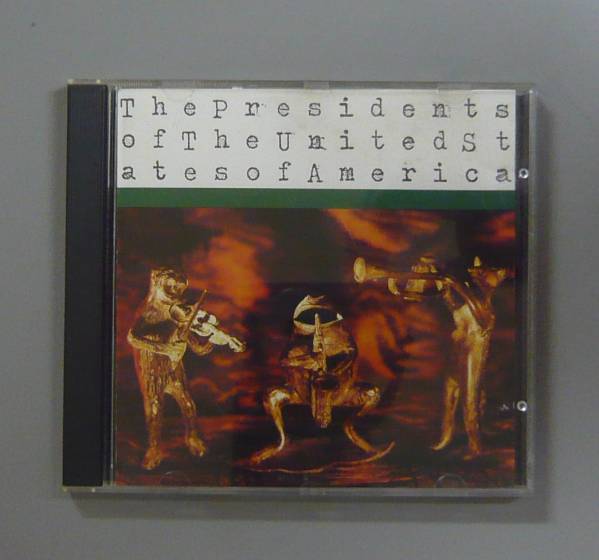 ThePresidents
ofTheUnitedSt
atesofAmerica